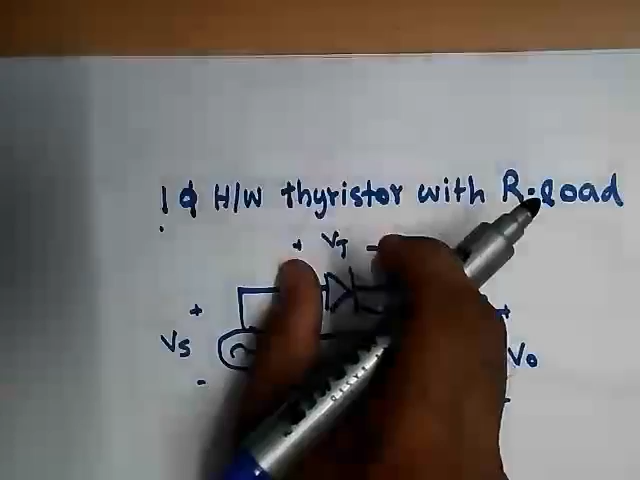 1ϕ H/W thyristor with R-load
+ VT -
+
Vs
-
+
Vo
-